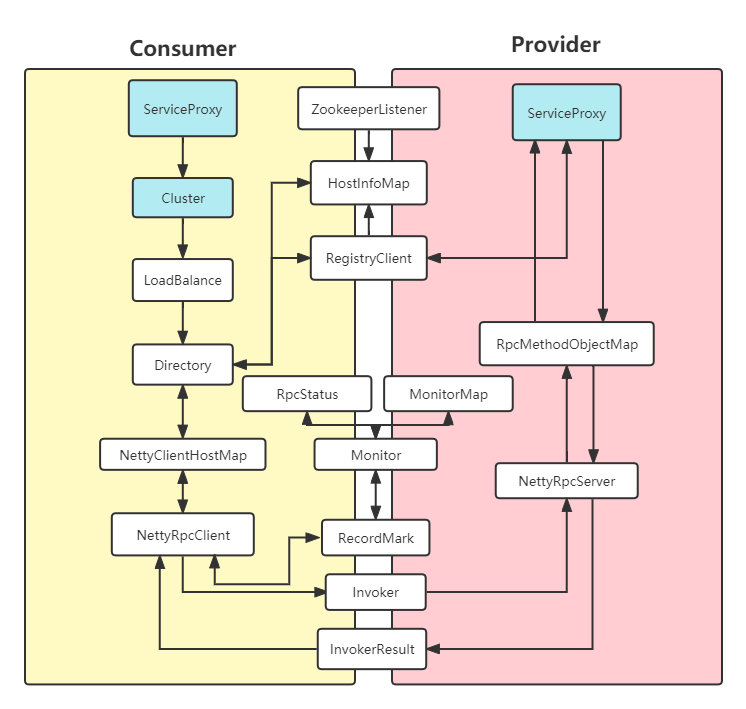 Consumer
Provider
ServiceProxy
ZookeeperListener
ServiceProxy
HostInfoMap
Cluster
RegistryClient
LoadBalance
RpcMethodObjectMap
Directory
RpcStatus
MonitorMap
NettyClientHostMap
Monitor
NettyRpcServer
NettyRpcClient
RecordMark
Invoker
InvokerResult